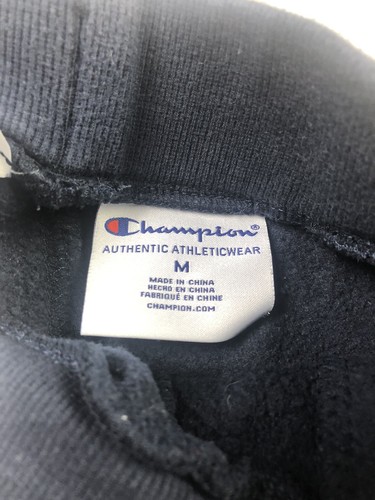 Champion®
AUTHENTIC ATHLETICWEAR
M
MADE IN CHINA
HECHO EN CHINA
FABRIQUÉ EN CHINE
CHAMPION.COM